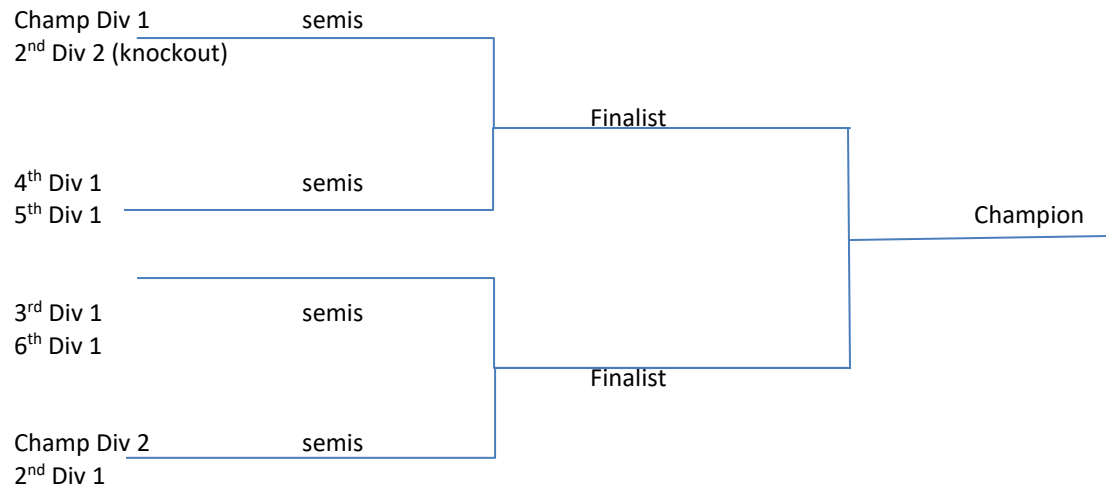 Champ Div 1 semis
2nd Div 2 (knockout)
Finalist
4th Div 1 semis
5th Div 1
Champion
3rd Div 1 semis
6th Div 1
Finalist
Champ Div 2 semis
2nd Div 1